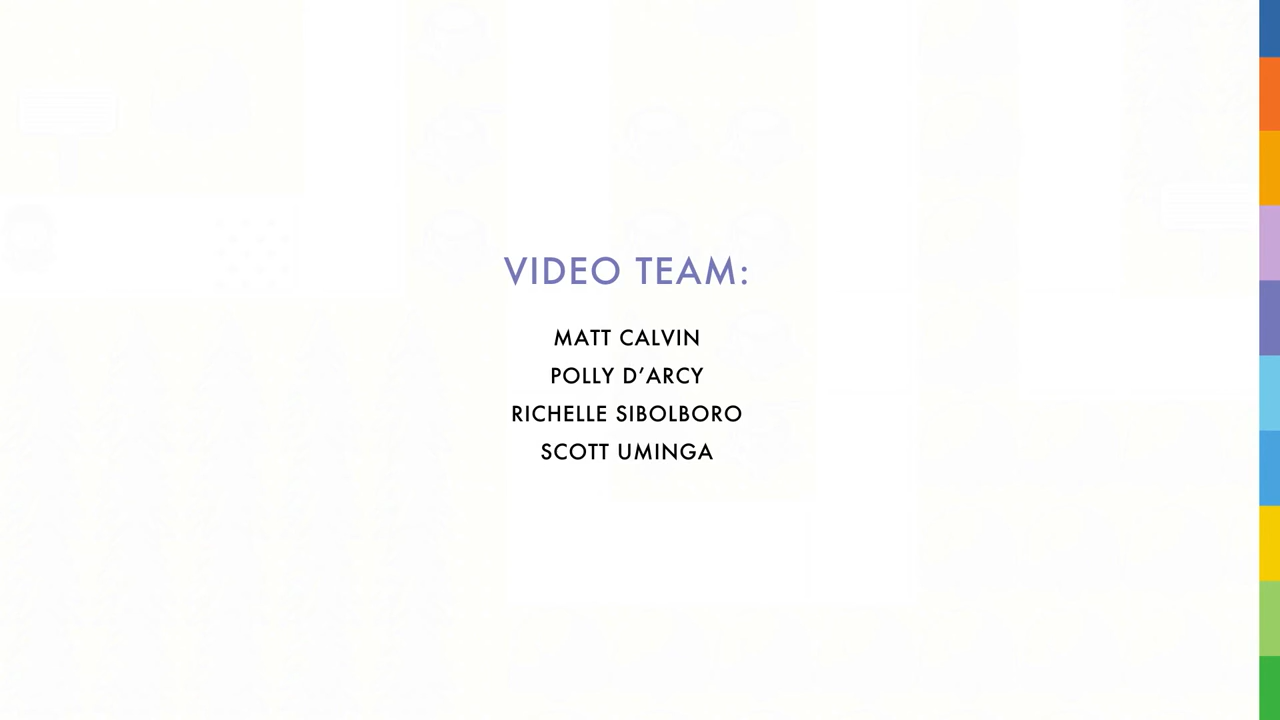 VIDEO TEAM:
MATT CALVIN
POLLY D’ARCY
RICHELLE SIBOLBORO
SCOTT UMINGA